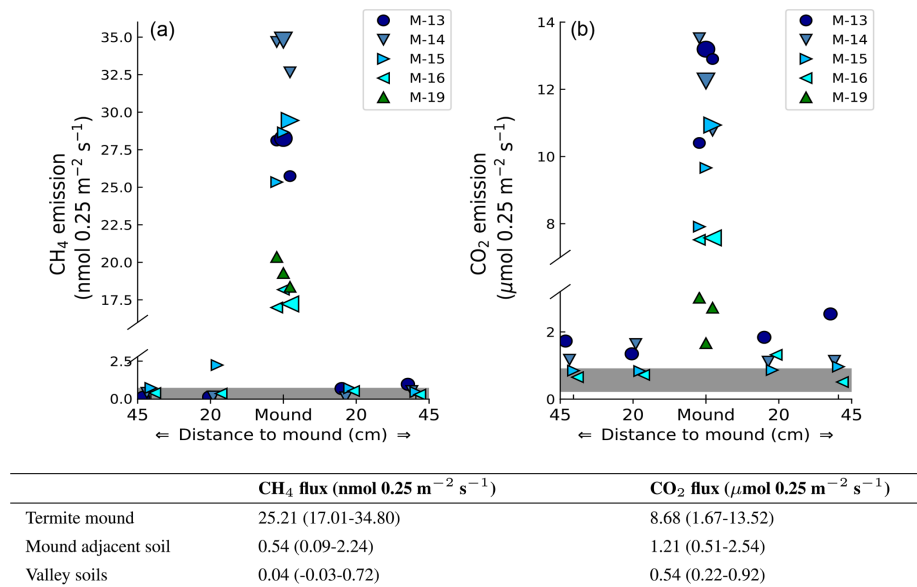 (a)
M-13
M-14
M-15
M-16
M-19
35.0
32.5
30.0
27.5
25.0
22.5
20.0
17.5
2.5
0.0
CH₄ emission
(nmol 0.25 m⁻² s⁻¹)
45 20 Mound 20 45
⇐ Distance to mound (cm) ⇒
(b)
M-13
M-14
M-15
M-16
M-19
14
12
10
8
2
0
CO₂ emission
(μmol 0.25 m⁻² s⁻¹)
45 20 Mound 20 45
⇐ Distance to mound (cm) ⇒
CH₄ flux (nmol 0.25 m⁻² s⁻¹) CO₂ flux (μmol 0.25 m⁻² s⁻¹)
Termite mound 25.21 (17.01-34.80) 8.68 (1.67-13.52)
Mound adjacent soil 0.54 (0.09-2.24) 1.21 (0.51-2.54)
Valley soils 0.04 (-0.03-0.72) 0.54 (0.22-0.92)